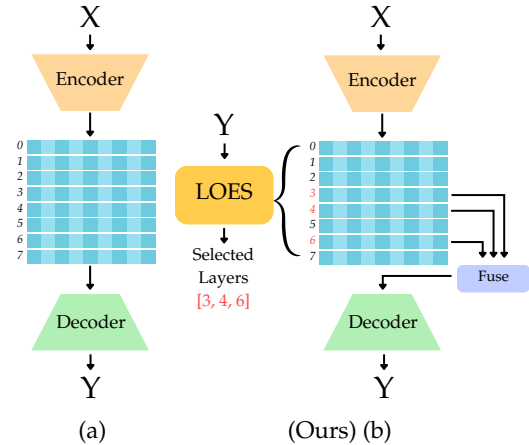 X
Encoder
0
1
2
3
4
5
6
7
Decoder
Y
(a)
Y
LOES
Selected
Layers
[3, 4, 6]
X
Encoder
0
1
2
3
4
5
6
7
Fuse
Decoder
Y
(Ours) (b)